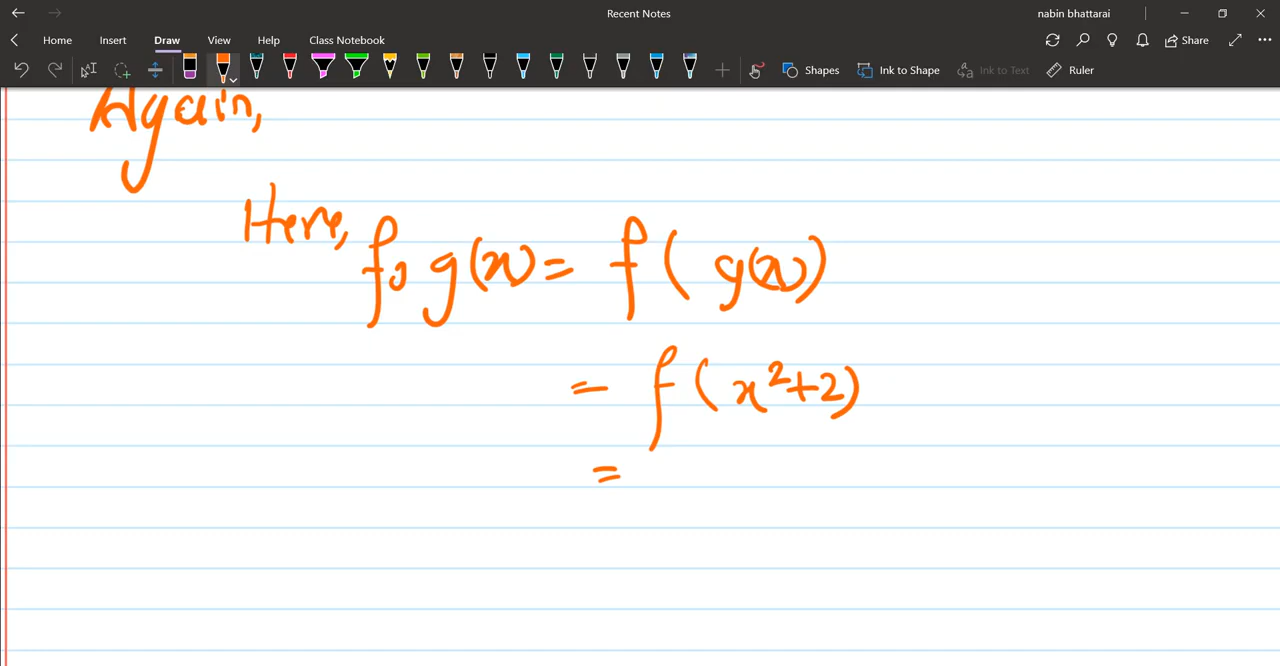 Recent Notes
nabin bhattarai
Home Insert Draw View Help Class Notebook
Share
Shapes Ink to Shape Ink to Text Ruler
Again,
Here, fog(x) = f(g(x))
= f(x²+2)
=